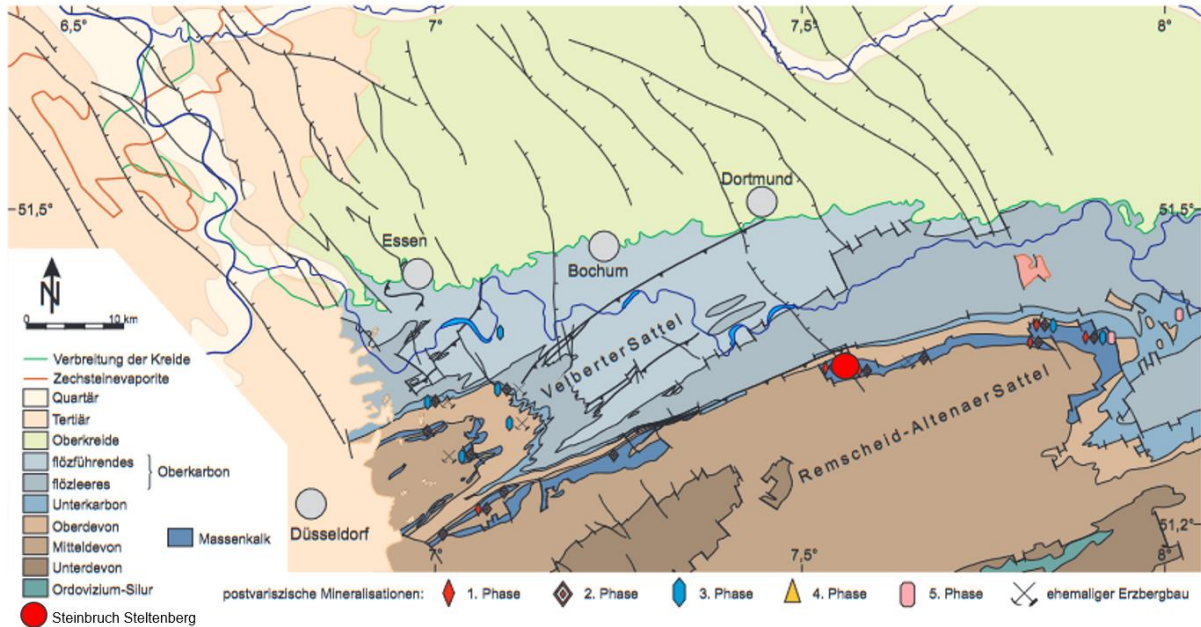 6,5°
7°
7,5°
8°
51,5°
51,5°
Dortmund
Essen
Bochum
N
0 10 km
Velberter Sattel
Remscheid-Altenaer Sattel
Verbreitung der Kreide
Zechsteinevaporite
Quartär
Tertiär
Oberkreide
flözführendes
Oberkarbon
flözleeres
Unterkarbon
Oberdevon
Mitteldevon
Massenkalk
Unterdevon
Ordovizium-Silur
Düsseldorf
51,2°
7°
7,5°
8°
postvariszische Mineralisationen: 1. Phase 2. Phase 3. Phase 4. Phase 5. Phase ehemaliger Erzbergbau
Steinbruch Steltenberg